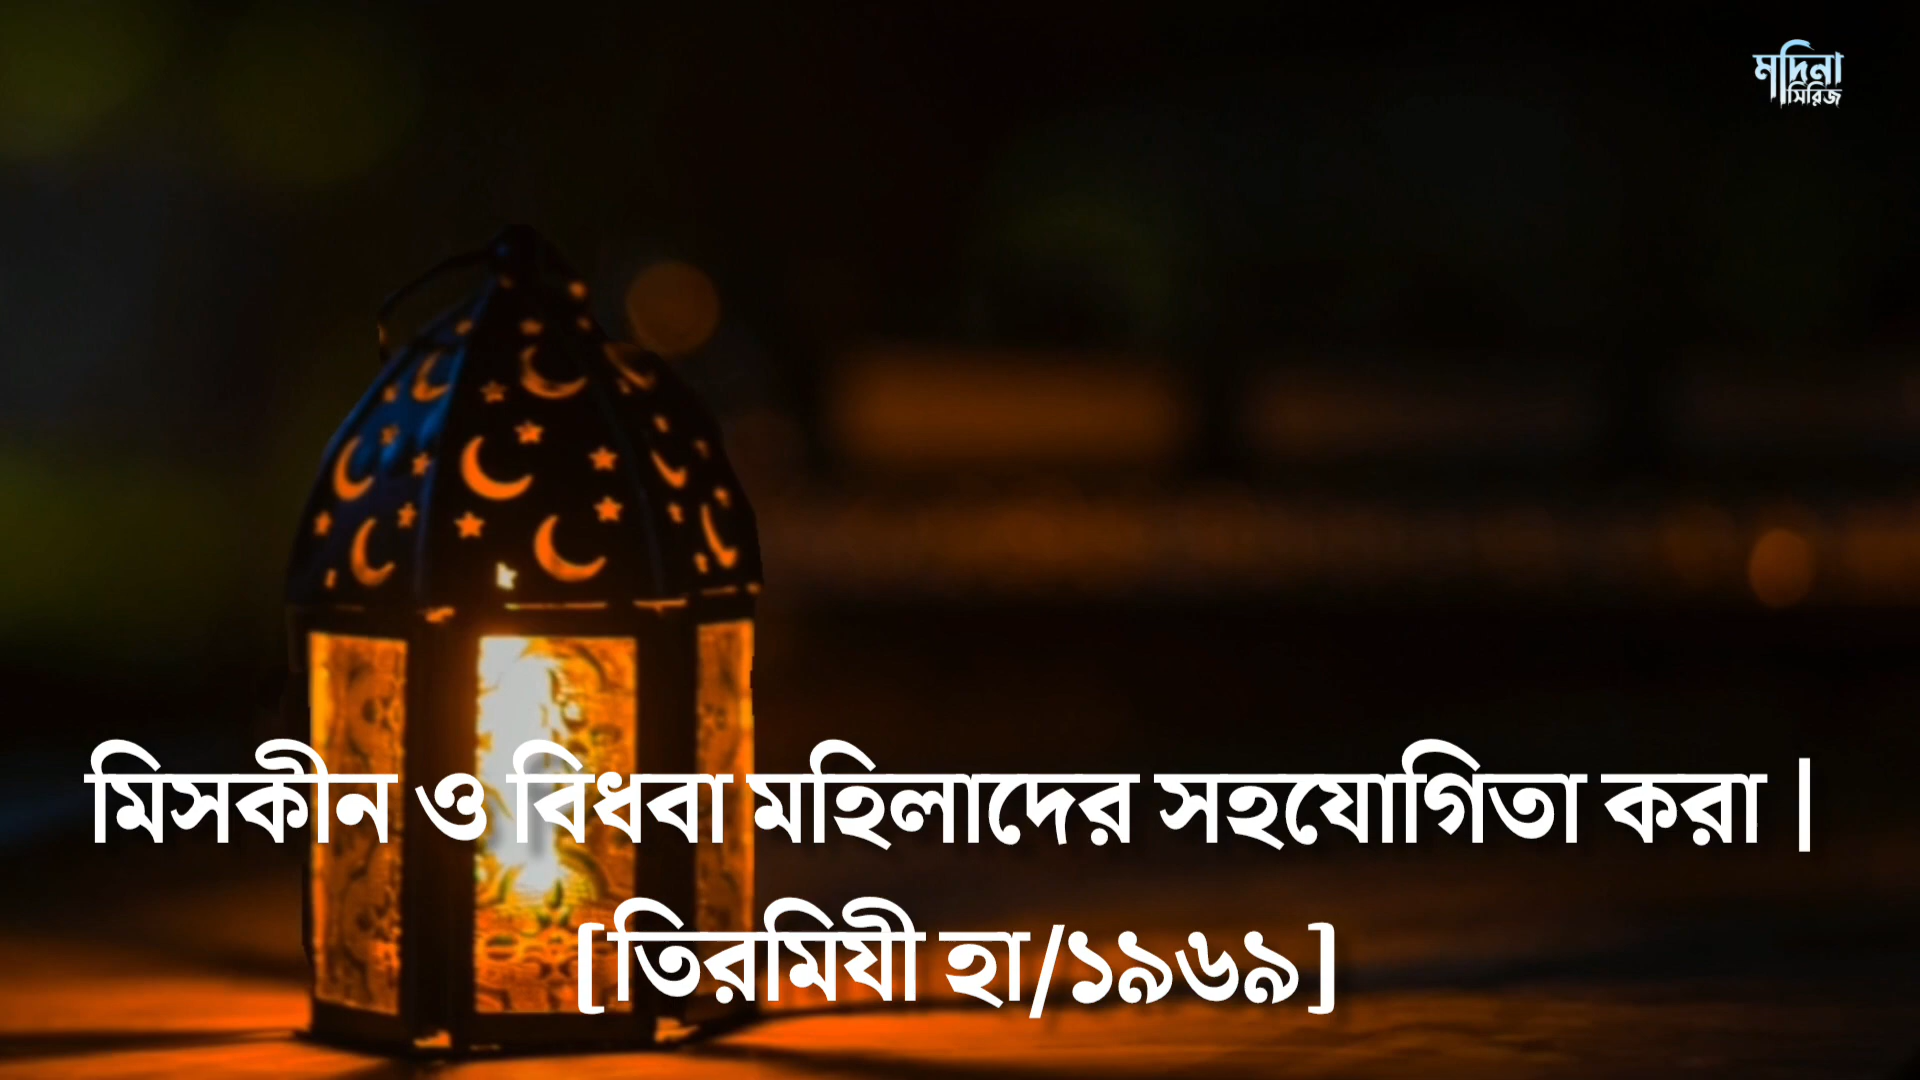 মদিনা
সিরিজ
মিসকীন ও বিধবা মহিলাদের সহযোগিতা করা |
[তিরমিযী হা/১৯৬৯]